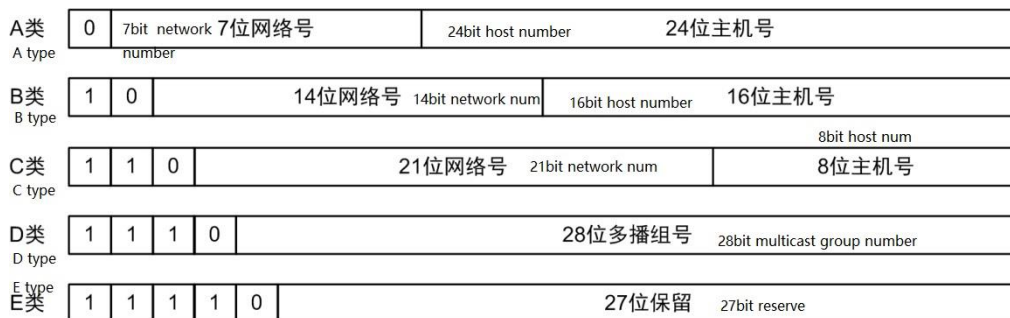 A类 0 7bit network 7位网络号 24bit host number 24位主机号
A type number
B类 1 0 14位网络号 14bit network num 16bit host number 16位主机号
B type
8bit host num
C类 1 1 0 21位网络号 21bit network num 8位主机号
C type
D类 1 1 1 0 28位多播组号 28bit multicast group number
D type
E type
E类 1 1 1 1 0 27位保留 27bit reserve